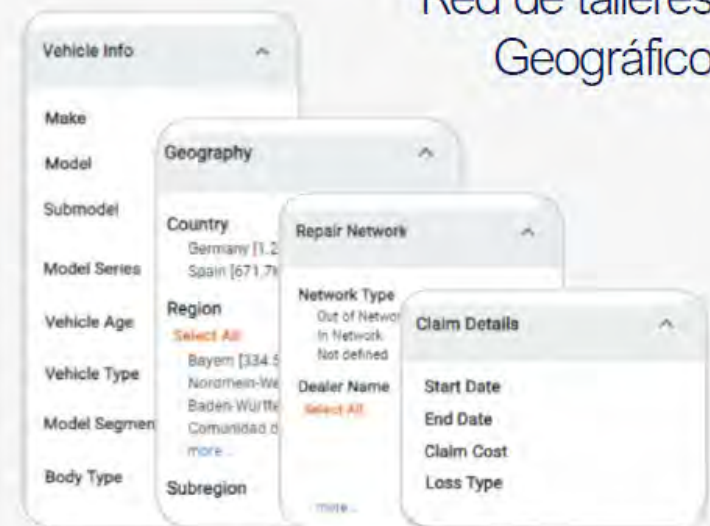 Red de talleres
Geográfico
Vehicle Info
Make
Model
Submodel
Model Series
Vehicle Age
Vehicle Type
Model Segmen
Body Type
Geography
Country
Germany [1.2
Spain [671.7k
Region
Select All
Bayern [334.5
Nordrhein-We
Baden-Württe
Comunidad d
more...
Subregion
Repair Network
Network Type
Out of Networ
In Network
Not defined
Dealer Name
Select All
more...
Claim Details
Start Date
End Date
Claim Cost
Loss Type